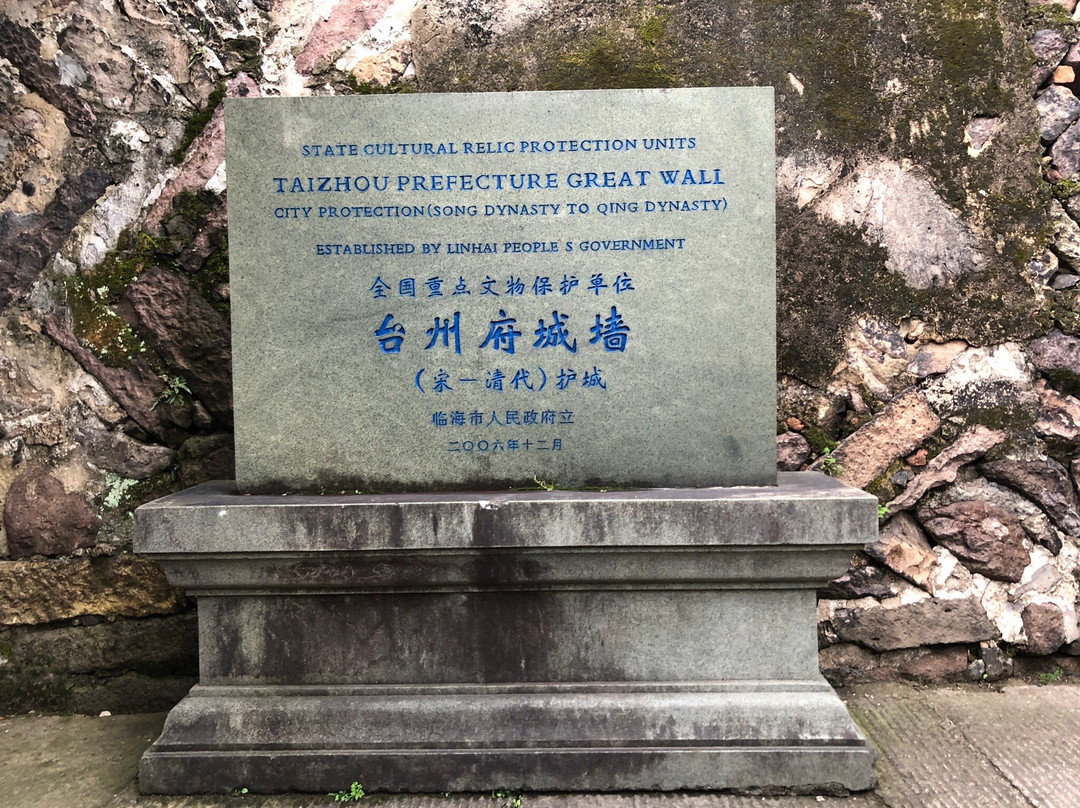 STATE CULTURAL RELIC PROTECTION UNITS
TAIZHOU PREFECTURE GREAT WALL
CITY PROTECTION(SONG DYNASTY TO QING DYNASTY)
ESTABLISHED BY LINHAI PEOPLE S GOVERNMENT
全国重点文物保护单位
台州府城墙
(宋一清代)护城
临海市人民政府立
二〇〇六年十二月